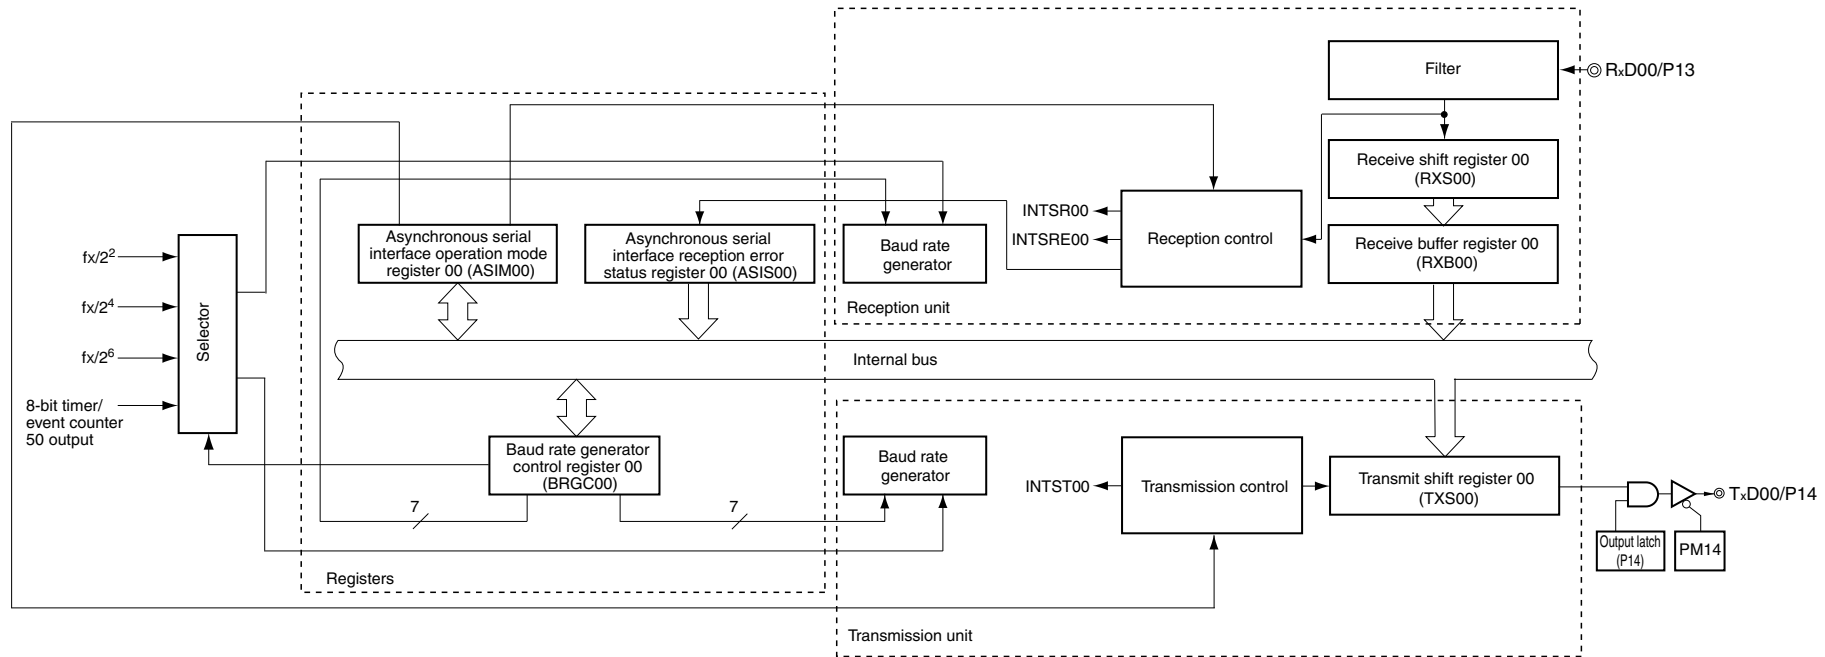 Filter
RxD00/P13
Receive shift register 00
(RXS00)
Receive buffer register 00
(RXB00)
Reception control
INTSR00
INTSRE00
Baud rate
generator
Reception unit
Asynchronous serial
interface operation mode
register 00 (ASIM00)
Asynchronous serial
interface reception error
status register 00 (ASIS00)
fx/2²
fx/2⁴
fx/2⁶
8-bit timer/
event counter
50 output
Selector
Internal bus
Baud rate generator
control register 00
(BRGC00)
7
7
Registers
Baud rate
generator
INTST00
Transmission control
Transmit shift register 00
(TXS00)
TxD00/P14
Output latch
(P14)
PM14
Transmission unit